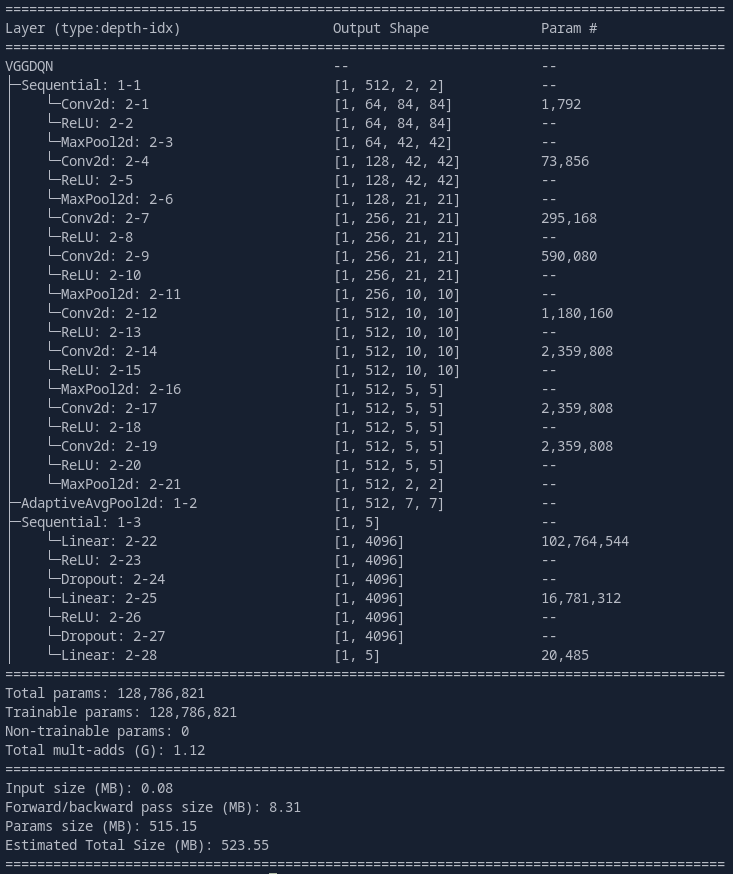 ==========================================================================================
Layer (type:depth-idx)                   Output Shape              Param #
==========================================================================================
VGGDQN                                   --                        --
├─Sequential: 1-1                        [1, 512, 2, 2]            --
│    └─Conv2d: 2-1                       [1, 64, 84, 84]           1,792
│    └─ReLU: 2-2                         [1, 64, 84, 84]           --
│    └─MaxPool2d: 2-3                    [1, 64, 42, 42]           --
│    └─Conv2d: 2-4                       [1, 128, 42, 42]          73,856
│    └─ReLU: 2-5                         [1, 128, 42, 42]          --
│    └─MaxPool2d: 2-6                    [1, 128, 21, 21]          --
│    └─Conv2d: 2-7                       [1, 256, 21, 21]          295,168
│    └─ReLU: 2-8                         [1, 256, 21, 21]          --
│    └─Conv2d: 2-9                       [1, 256, 21, 21]          590,080
│    └─ReLU: 2-10                        [1, 256, 21, 21]          --
│    └─MaxPool2d: 2-11                   [1, 256, 10, 10]          --
│    └─Conv2d: 2-12                      [1, 512, 10, 10]          1,180,160
│    └─ReLU: 2-13                        [1, 512, 10, 10]          --
│    └─Conv2d: 2-14                      [1, 512, 10, 10]          2,359,808
│    └─ReLU: 2-15                        [1, 512, 10, 10]          --
│    └─MaxPool2d: 2-16                   [1, 512, 5, 5]            --
│    └─Conv2d: 2-17                      [1, 512, 5, 5]            2,359,808
│    └─ReLU: 2-18                        [1, 512, 5, 5]            --
│    └─Conv2d: 2-19                      [1, 512, 5, 5]            2,359,808
│    └─ReLU: 2-20                        [1, 512, 5, 5]            --
│    └─MaxPool2d: 2-21                   [1, 512, 2, 2]            --
├─AdaptiveAvgPool2d: 1-2                 [1, 512, 7, 7]            --
├─Sequential: 1-3                        [1, 5]                    --
│    └─Linear: 2-22                      [1, 4096]                 102,764,544
│    └─ReLU: 2-23                        [1, 4096]                 --
│    └─Dropout: 2-24                     [1, 4096]                 --
│    └─Linear: 2-25                      [1, 4096]                 16,781,312
│    └─ReLU: 2-26                        [1, 4096]                 --
│    └─Dropout: 2-27                     [1, 4096]                 --
│    └─Linear: 2-28                      [1, 5]                    20,485
==========================================================================================
Total params: 128,786,821
Trainable params: 128,786,821
Non-trainable params: 0
Total mult-adds (G): 1.12
==========================================================================================
Input size (MB): 0.08
Forward/backward pass size (MB): 8.31
Params size (MB): 515.15
Estimated Total Size (MB): 523.55
==========================================================================================